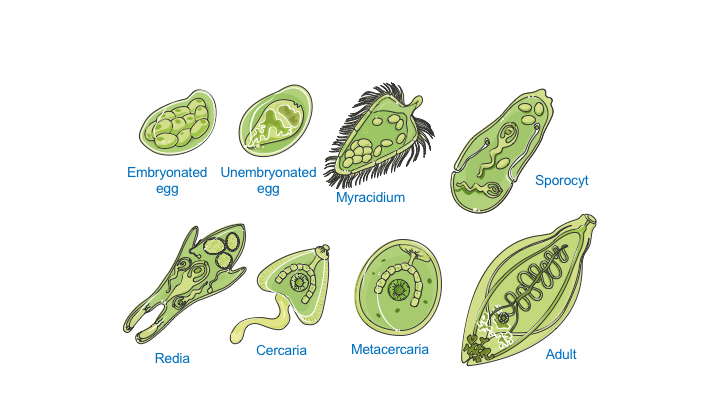 Embryonated
egg
Unembryonated
egg
Myracidium
Sporocyt
Redia
Cercaria
Metacercaria
Adult